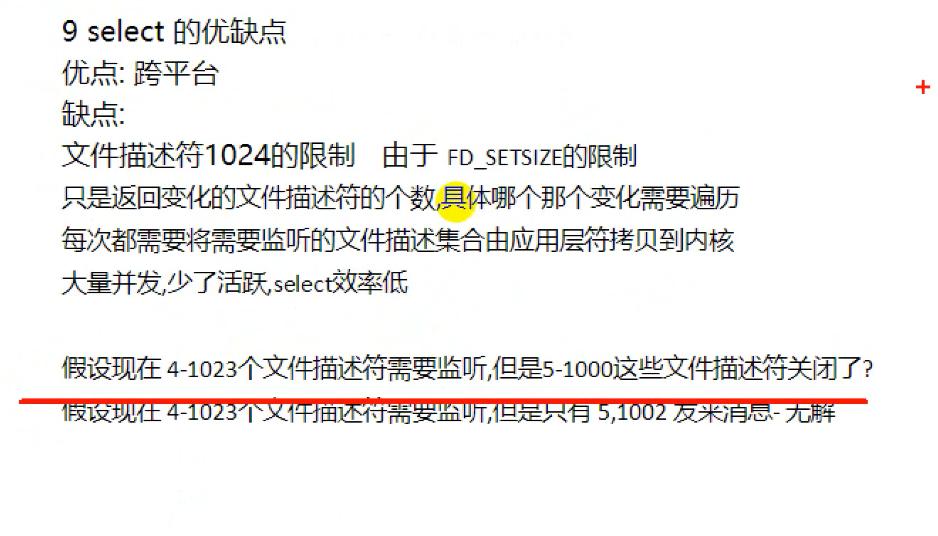 9 select 的优缺点
优点: 跨平台
缺点:
文件描述符1024的限制 由于 FD_SETSIZE的限制
只是返回变化的文件描述符的个数,具体哪个那个变化需要遍历
每次都需要将需要监听的文件描述集合由应用层符拷贝到内核
大量并发,少了活跃,select效率低
假设现在 4-1023个文件描述符需要监听,但是5-1000这些文件描述符关闭了?
假设现在 4-1023个文件描述符需要监听,但是只有 5,1002 发来消息- 无解